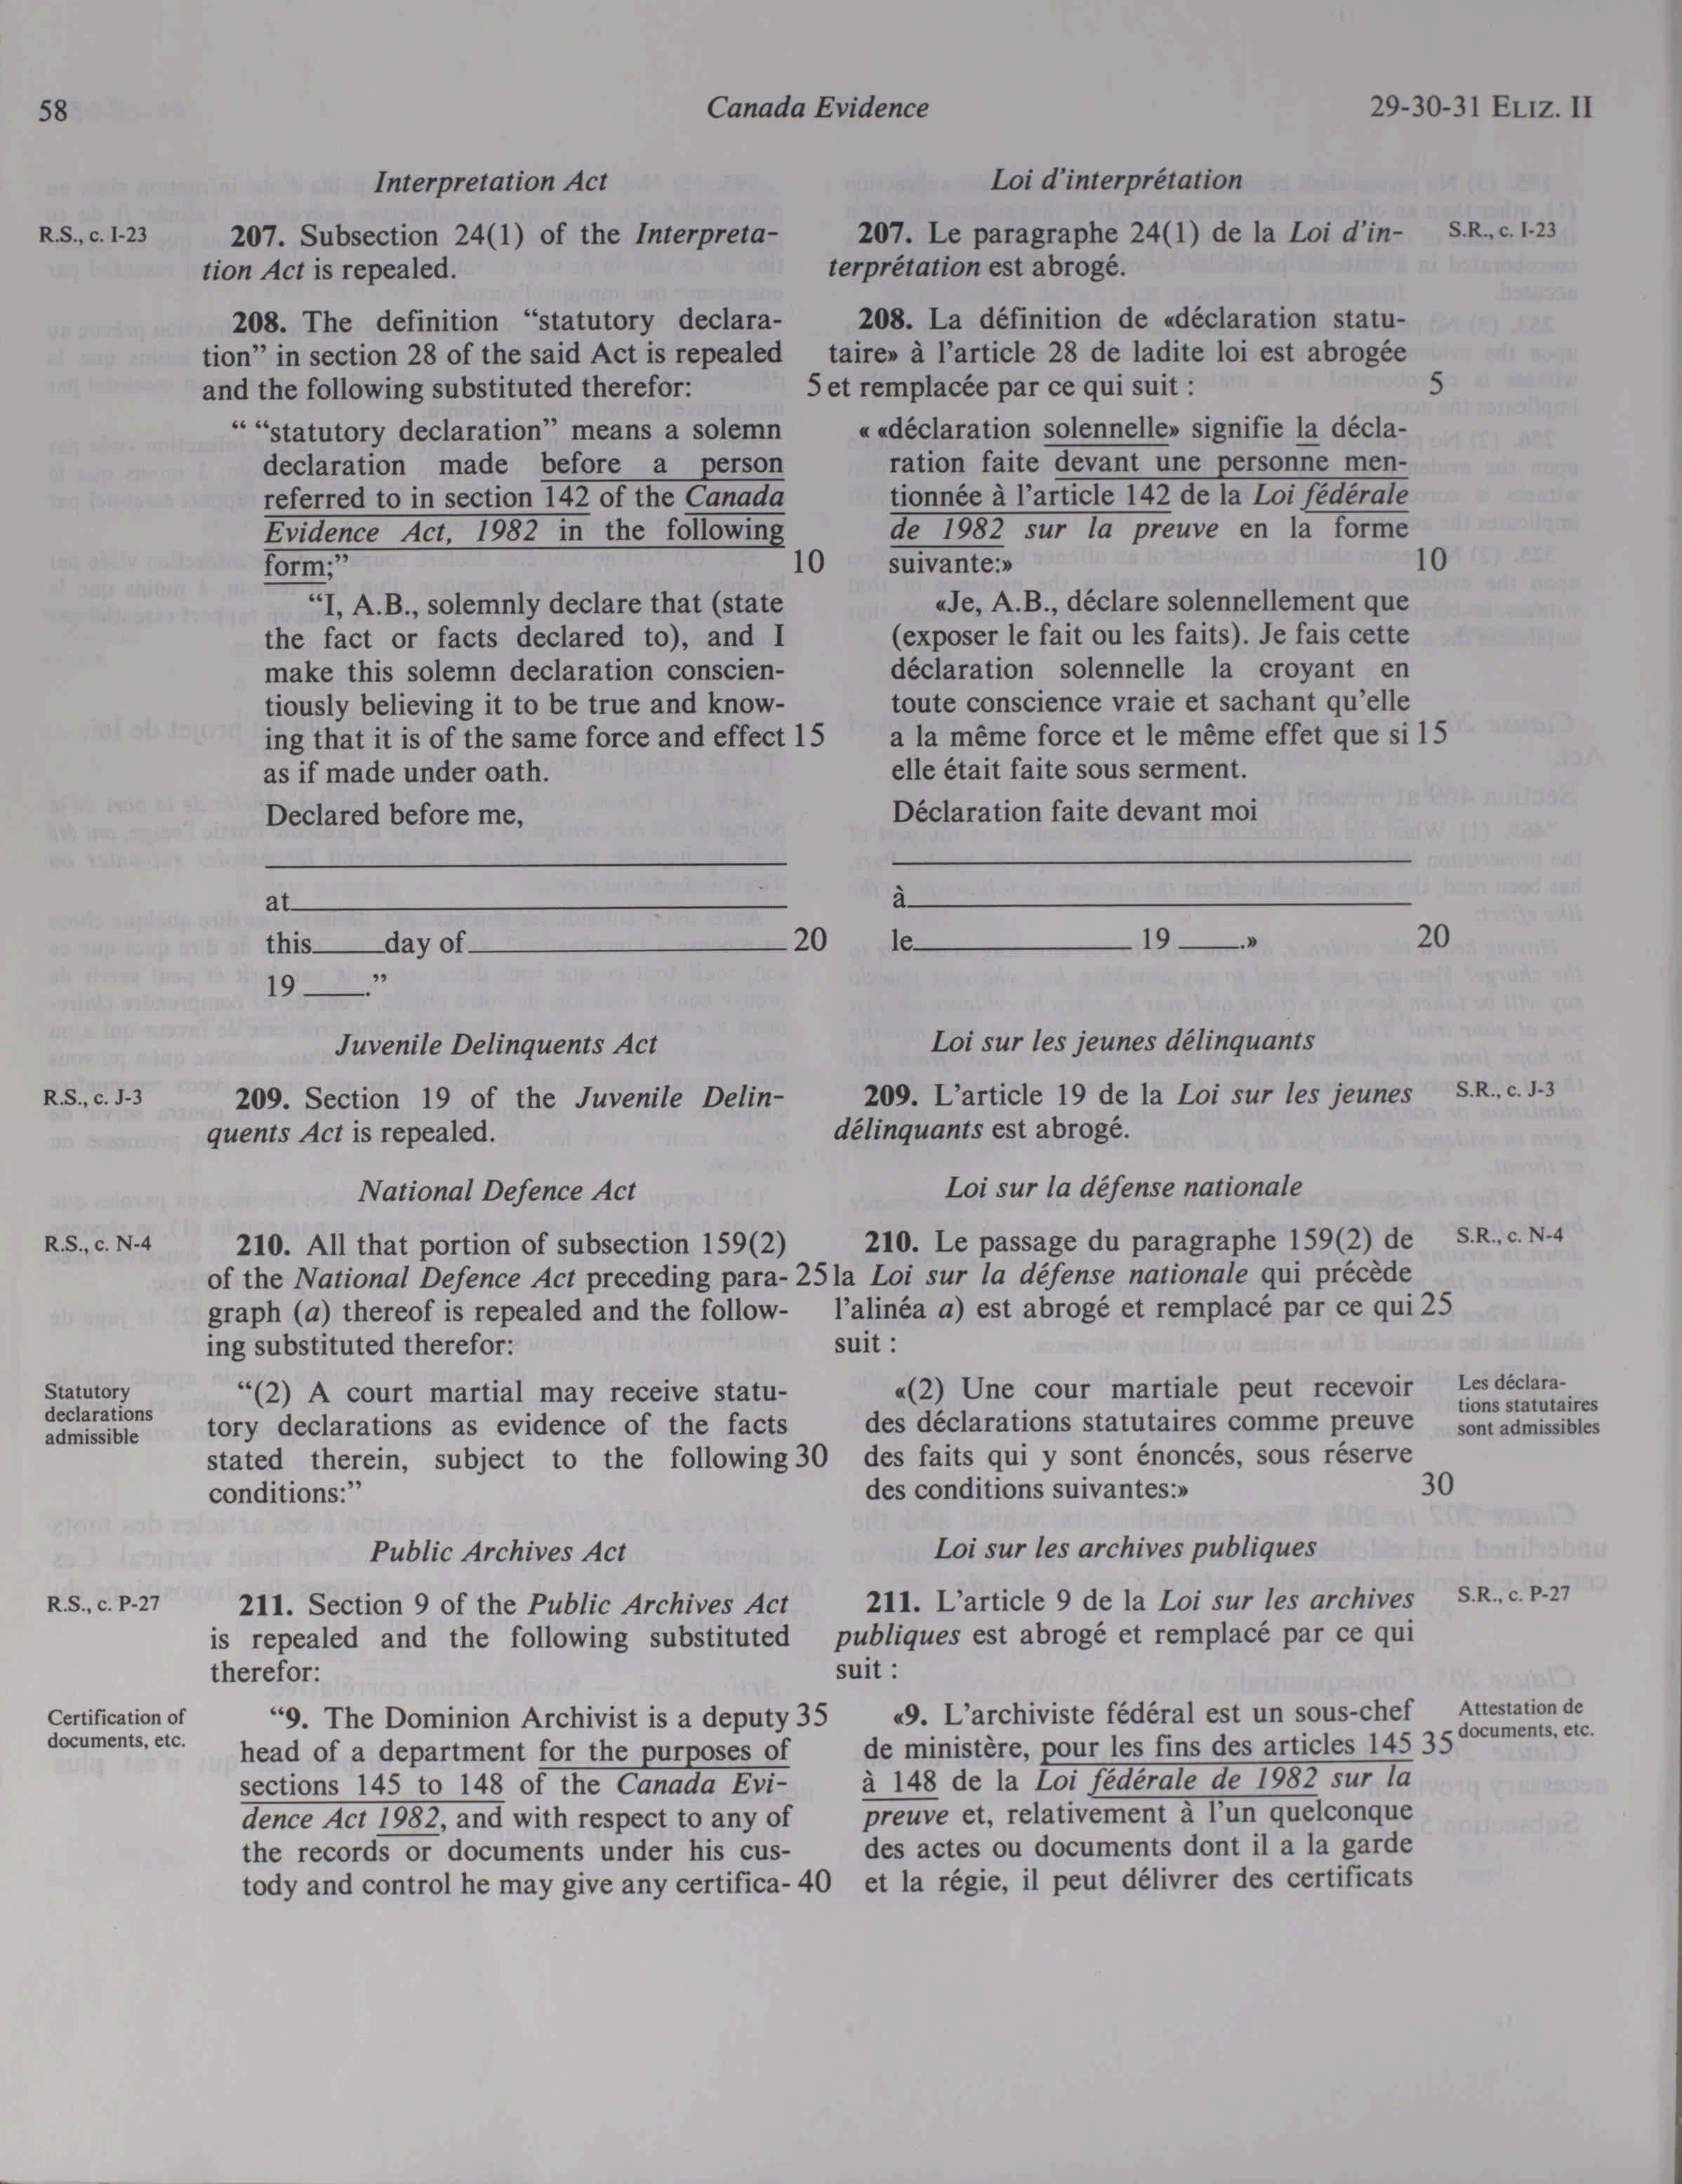 58
Canada Evidence
29-30-31 ELIZ. II
Interpretation Act
R.S., c. I-23
207. Subsection 24(1) of the Interpreta-
tion Act is repealed.
208. The definition “statutory declara-
tion” in section 28 of the said Act is repealed
and the following substituted therefor: 5
“ “statutory declaration” means a solemn
declaration made before a person
referred to in section 142 of the Canada
Evidence Act, 1982 in the following
form;” 10
“I, A.B., solemnly declare that (state
the fact or facts declared to), and I
make this solemn declaration conscien-
tiously believing it to be true and know-
ing that it is of the same force and effect 15
as if made under oath.
Declared before me,
at
this day of 20
19 .”
Juvenile Delinquents Act
R.S., c. J-3
209. Section 19 of the Juvenile Delin-
quents Act is repealed.
National Defence Act
R.S., c. N-4
210. All that portion of subsection 159(2)
of the National Defence Act preceding para- 25
graph (a) thereof is repealed and the follow-
ing substituted therefor:
Statutory
declarations
admissible
“(2) A court martial may receive statu-
tory declarations as evidence of the facts
stated therein, subject to the following 30
conditions:”
Public Archives Act
R.S., c. P-27
211. Section 9 of the Public Archives Act
is repealed and the following substituted
therefor:
Certification of
documents, etc.
“9. The Dominion Archivist is a deputy 35
head of a department for the purposes of
sections 145 to 148 of the Canada Evi-
dence Act 1982, and with respect to any of
the records or documents under his cus-
tody and control he may give any certifica- 40
Loi d’interprétation
207. Le paragraphe 24(1) de la Loi d’in-
terprétation est abrogé.
S.R., c. I-23
208. La définition de «déclaration statu-
taire» à l’article 28 de ladite loi est abrogée
et remplacée par ce qui suit : 5
« «déclaration solennelle» signifie la décla-
ration faite devant une personne men-
tionnée à l’article 142 de la Loi fédérale
de 1982 sur la preuve en la forme
suivante:» 10
«Je, A.B., déclare solennellement que
(exposer le fait ou les faits). Je fais cette
déclaration solennelle la croyant en
toute conscience vraie et sachant qu’elle
a la même force et le même effet que si 15
elle était faite sous serment.
Déclaration faite devant moi
à
le 19 .» 20
Loi sur les jeunes délinquants
209. L’article 19 de la Loi sur les jeunes
délinquants est abrogé.
S.R., c. J-3
Loi sur la défense nationale
210. Le passage du paragraphe 159(2) de
la Loi sur la défense nationale qui précède
l’alinéa a) est abrogé et remplacé par ce qui 25
suit :
S.R., c. N-4
«(2) Une cour martiale peut recevoir
des déclarations statutaires comme preuve
des faits qui y sont énoncés, sous réserve
des conditions suivantes:» 30
Les déclara-
tions statutaires
sont admissibles
Loi sur les archives publiques
211. L’article 9 de la Loi sur les archives
publiques est abrogé et remplacé par ce qui
suit :
S.R., c. P-27
«9. L’archiviste fédéral est un sous-chef
de ministère, pour les fins des articles 145 35
à 148 de la Loi fédérale de 1982 sur la
preuve et, relativement à l’un quelconque
des actes ou documents dont il a la garde
et la régie, il peut délivrer des certificats
Attestation de
documents, etc.